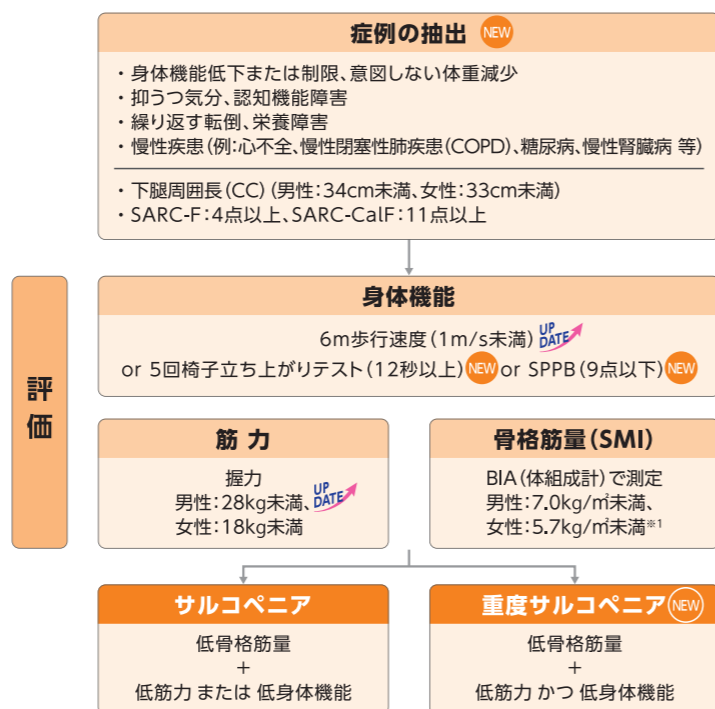 症例の抽出 NEW
・身体機能低下または制限、意図しない体重減少
・抑うつ気分、認知機能障害
・繰り返す転倒、栄養障害
・慢性疾患(例:心不全、慢性閉塞性肺疾患(COPD)、糖尿病、慢性腎臓病 等)
・下腿周囲長(CC) (男性:34cm未満、女性:33cm未満)
・SARC-F:4点以上、SARC-CalF:11点以上
評価
身体機能
6m歩行速度(1m/s未満) UP DATE
or 5回椅子立ち上がりテスト(12秒以上) NEW or SPPB(9点以下) NEW
筋 力
握力
男性:28kg未満、 UP DATE
女性:18kg未満
骨格筋量(SMI)
BIA(体組成計)で測定
男性:7.0kg/㎡未満、
女性:5.7kg/㎡未満※1
サルコペニア
低骨格筋量
+
低筋力 または 低身体機能
重度サルコペニア NEW
低骨格筋量
+
低筋力 かつ 低身体機能